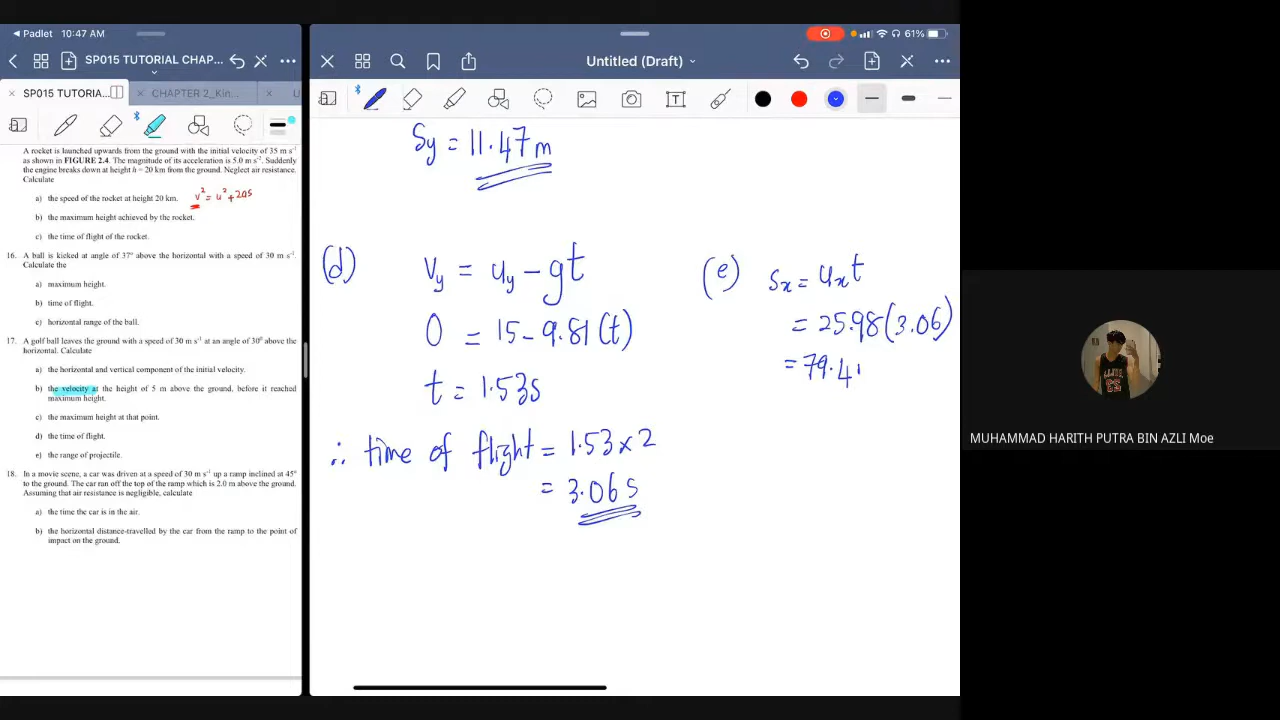 Padlet 10:47 AM
61%
SP015 TUTORIAL CHAP...
Untitled (Draft)
SP015 TUTORIA...
CHAPTER 2_Kin...
A rocket is launched upwards from the ground with the initial velocity of 35 m s⁻¹
as shown in FIGURE 2.4. The magnitude of its acceleration is 5.0 m s⁻². Suddenly
the engine breaks down at height h = 20 km from the ground. Neglect air resistance.
Calculate
a) the speed of the rocket at height 20 km. v² = u² + 2as
b) the maximum height achieved by the rocket.
c) the time of flight of the rocket.
16. A ball is kicked at angle of 37° above the horizontal with a speed of 30 m s⁻¹.
Calculate the
a) maximum height.
b) time of flight.
c) horizontal range of the ball.
17. A golf ball leaves the ground with a speed of 30 m s⁻¹ at an angle of 30⁰ above the
horizontal. Calculate
a) the horizontal and vertical component of the initial velocity.
b) the velocity at the height of 5 m above the ground, before it reached
maximum height.
c) the maximum height at that point.
d) the time of flight.
e) the range of projectile.
18. In a movie scene, a car was driven at a speed of 30 m s⁻¹ up a ramp inclined at 45°
to the ground. The car ran off the top of the ramp which is 2.0 m above the ground.
Assuming that air resistance is negligible, calculate
a) the time the car is in the air.
b) the horizontal distance-travelled by the car from the ramp to the point of
impact on the ground.
Sy = 11.47 m
(d) Vy = uy - gt
0 = 15 - 9.81 (t)
t = 1.53s
∴ time of flight = 1.53 x 2
= 3.06 s
(e) Sx = uxt
= 25.98 (3.06)
= 79.4
MUHAMMAD HARITH PUTRA BIN AZLI Moe